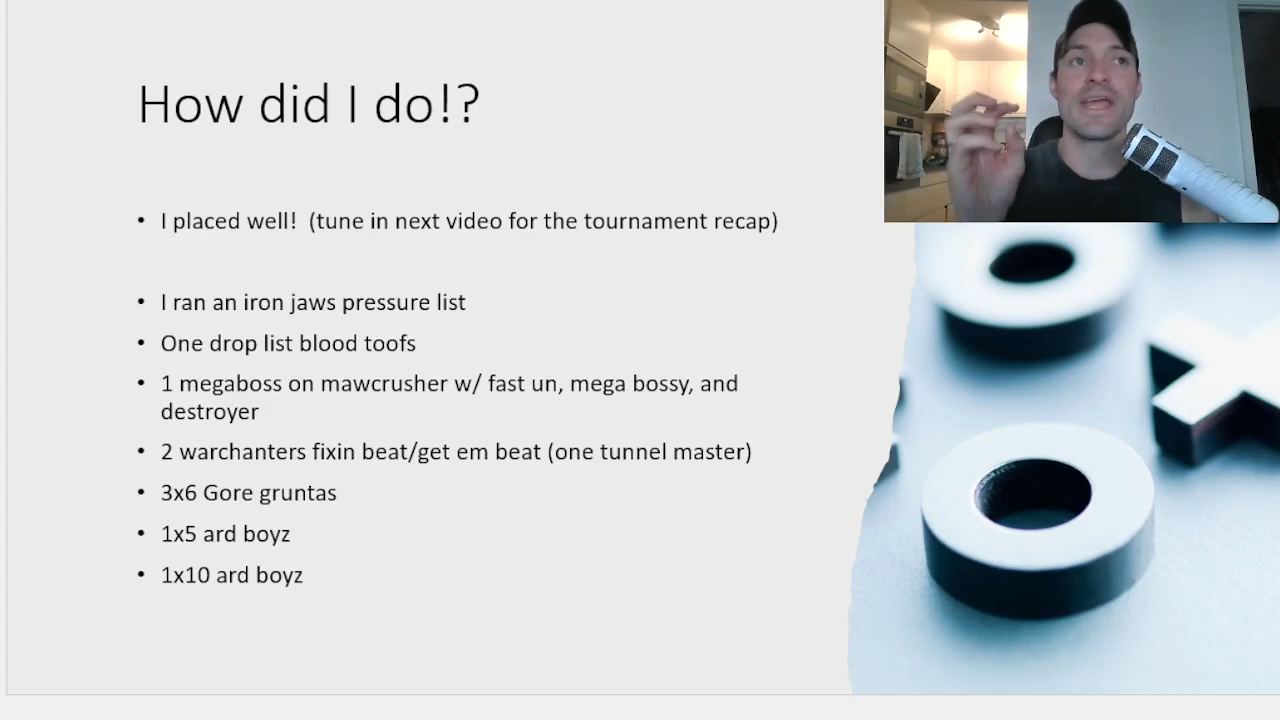 How did I do!?
• I placed well!  (tune in next video for the tournament recap)
• I ran an iron jaws pressure list
• One drop list blood toofs
• 1 megaboss on mawcrusher w/ fast un, mega bossy, and
destroyer
• 2 warchanters fixin beat/get em beat (one tunnel master)
• 3x6 Gore gruntas
• 1x5 ard boyz
• 1x10 ard boyz